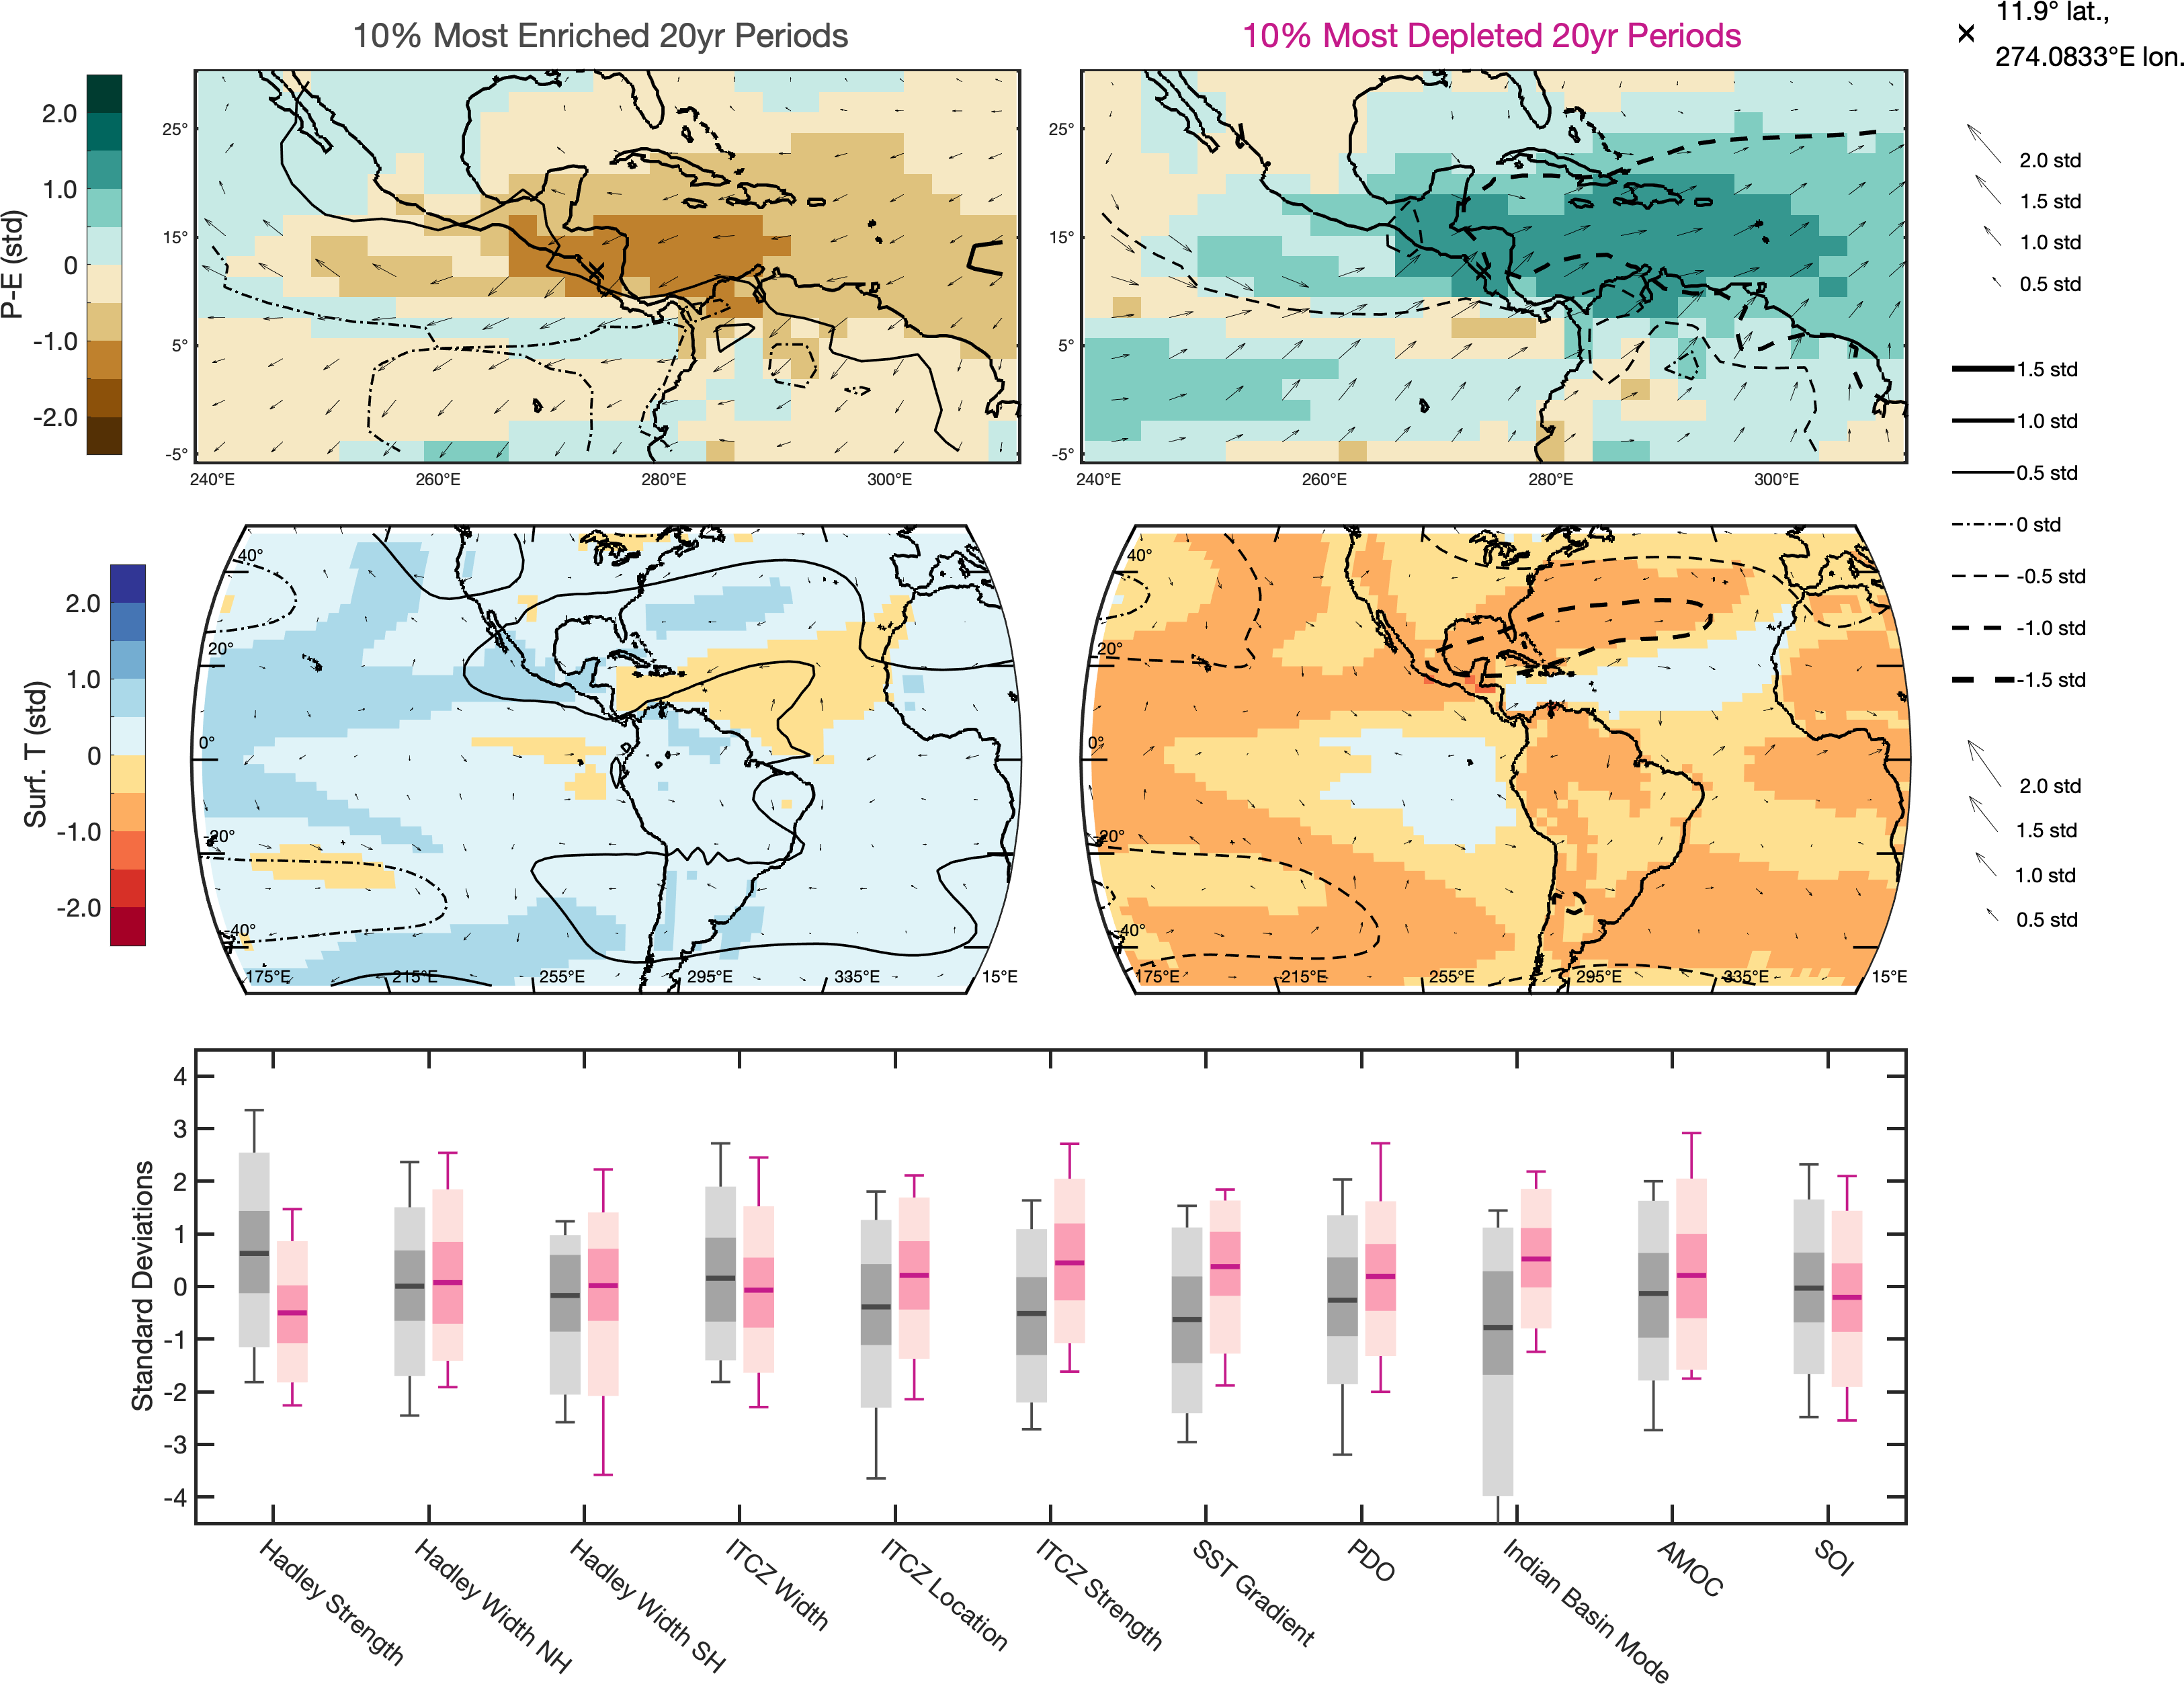 10% Most Enriched 20yr Periods
10% Most Depleted 20yr Periods
11.9° lat.,
274.0833°E lon.
P-E (std)
2.0
1.0
0
-1.0
-2.0
25°
15°
5°
-5°
240°E
260°E
280°E
300°E
25°
15°
5°
-5°
240°E
260°E
280°E
300°E
2.0 std
1.5 std
1.0 std
0.5 std
1.5 std
1.0 std
0.5 std
0 std
-0.5 std
-1.0 std
-1.5 std
Surf. T (std)
2.0
1.0
0
-1.0
-2.0
40°
20°
0°
-20°
-40°
175°E
215°E
255°E
295°E
335°E
15°E
40°
20°
0°
-20°
-40°
175°E
215°E
255°E
295°E
335°E
15°E
2.0 std
1.5 std
1.0 std
0.5 std
Standard Deviations
4
3
2
1
0
-1
-2
-3
-4
Hadley Strength
Hadley Width NH
Hadley Width SH
ITCZ Width
ITCZ Location
ITCZ Strength
SST Gradient
PDO
Indian Basin Mode
AMOC
SOI